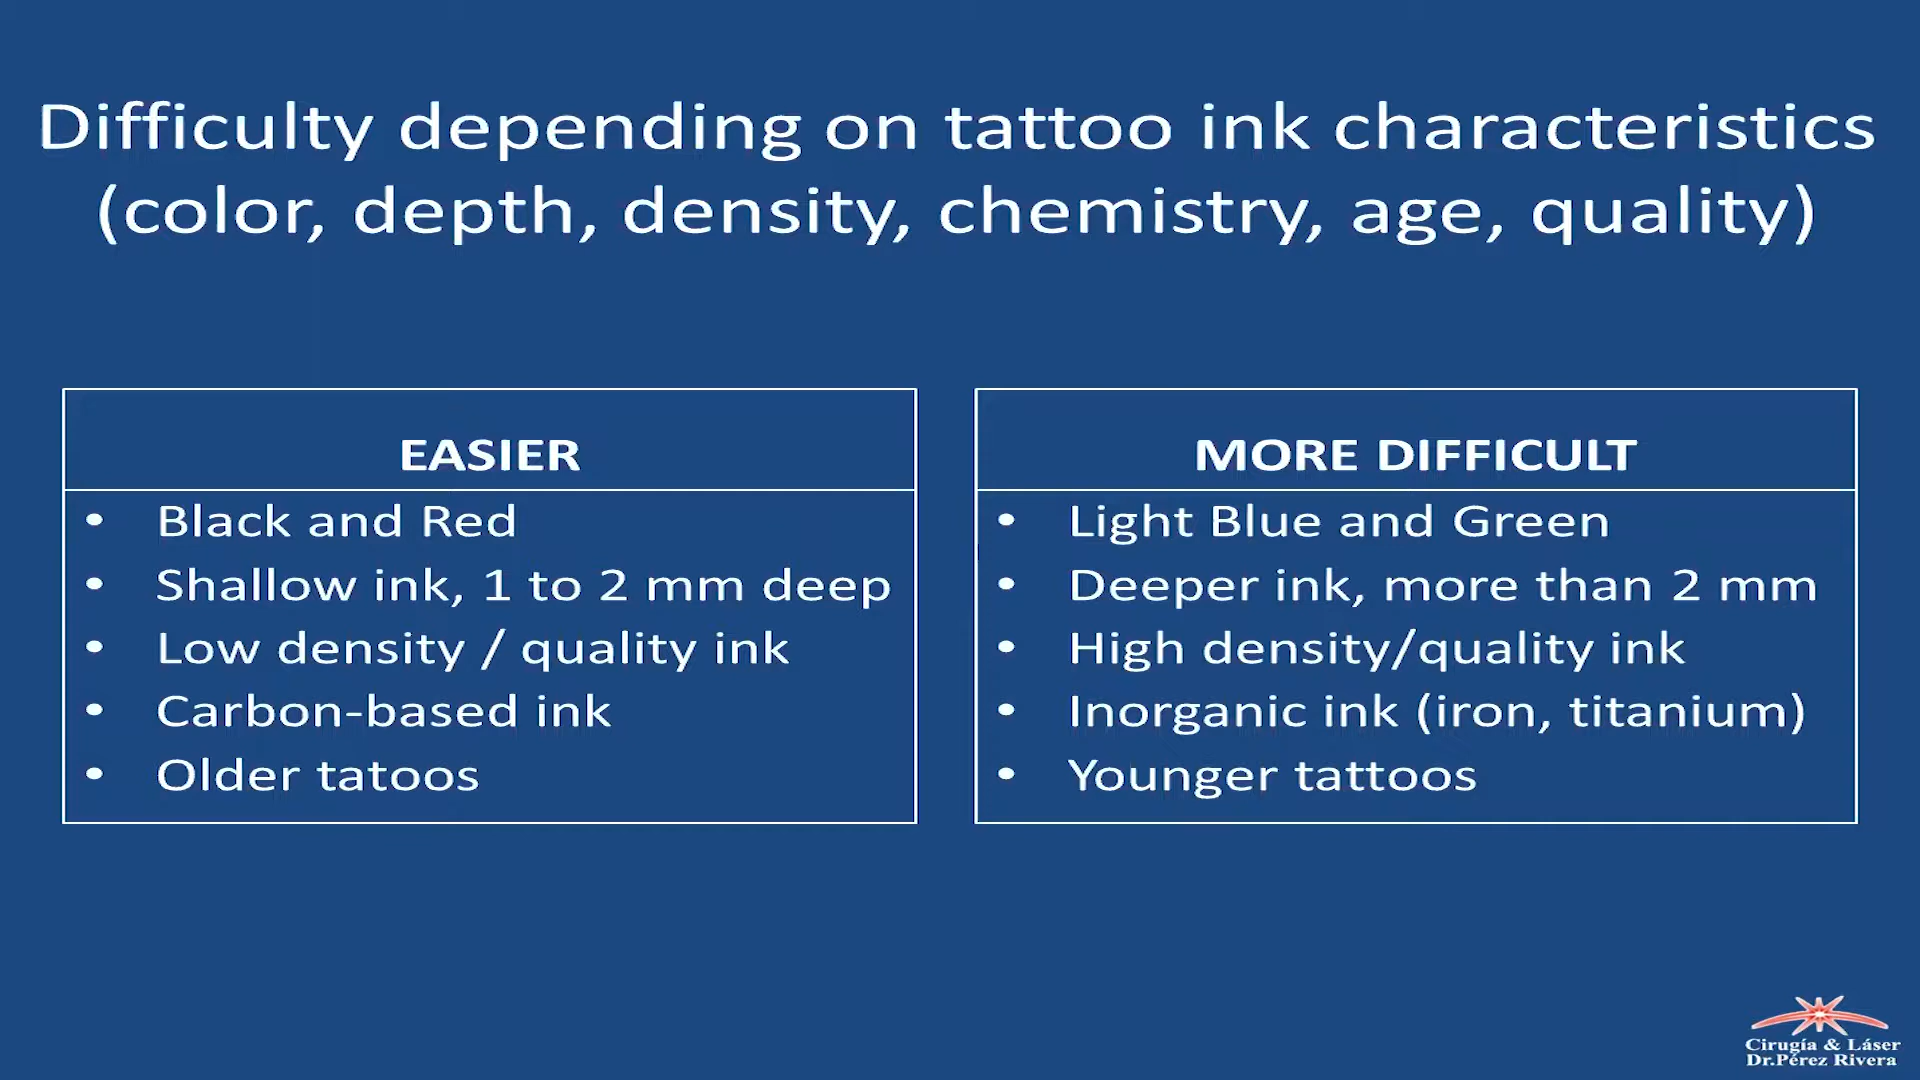 Difficulty depending on tattoo ink characteristics
(color, depth, density, chemistry, age, quality)
EASIER
• Black and Red
• Shallow ink, 1 to 2 mm deep
• Low density / quality ink
• Carbon-based ink
• Older tatoos
MORE DIFFICULT
• Light Blue and Green
• Deeper ink, more than 2 mm
• High density/quality ink
• Inorganic ink (iron, titanium)
• Younger tattoos
Cirugía & Láser
Dr.Pérez Rivera